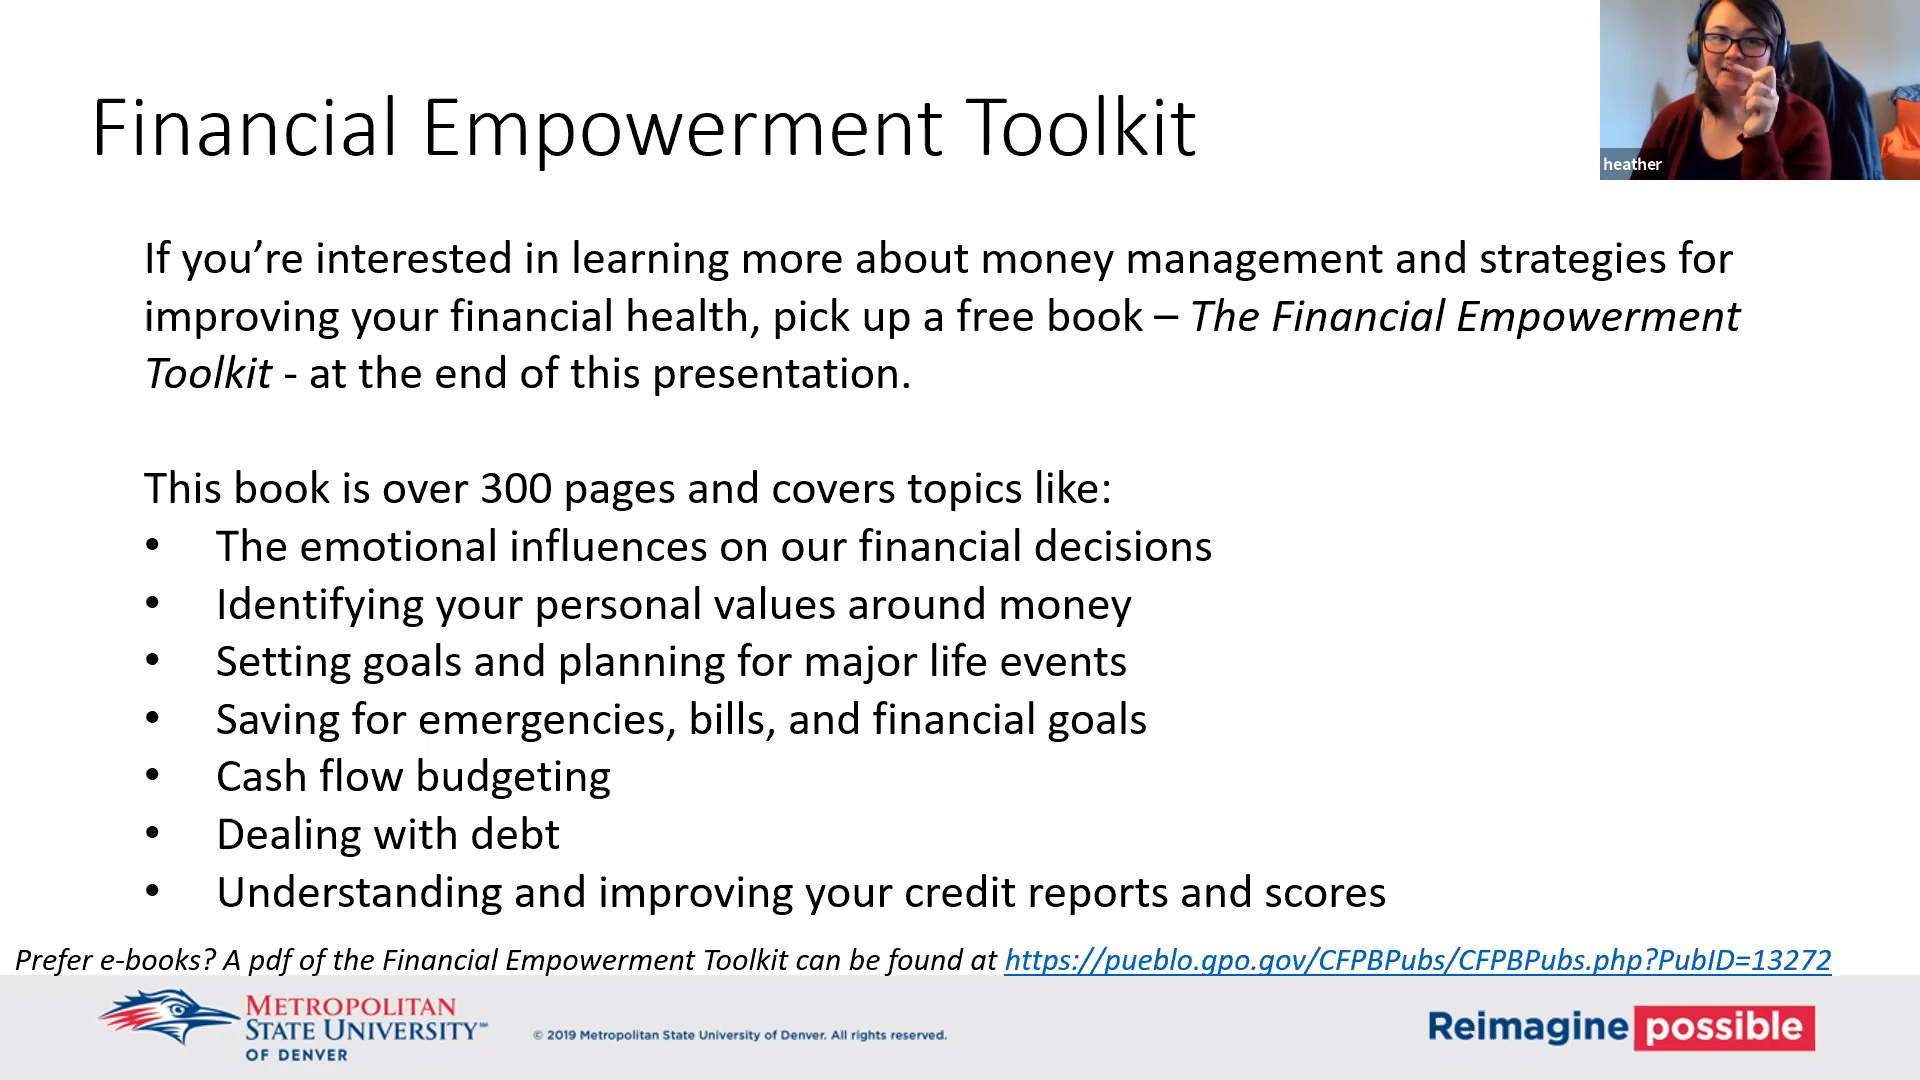 heather
Financial Empowerment Toolkit
If you’re interested in learning more about money management and strategies for
improving your financial health, pick up a free book – The Financial Empowerment
Toolkit - at the end of this presentation.
This book is over 300 pages and covers topics like:
• The emotional influences on our financial decisions
• Identifying your personal values around money
• Setting goals and planning for major life events
• Saving for emergencies, bills, and financial goals
• Cash flow budgeting
• Dealing with debt
• Understanding and improving your credit reports and scores
Prefer e-books? A pdf of the Financial Empowerment Toolkit can be found at https://pueblo.gpo.gov/CFPBPubs/CFPBPubs.php?PubID=13272
METROPOLITAN
STATE UNIVERSITY℠
OF DENVER
© 2019 Metropolitan State University of Denver. All rights reserved.
Reimagine possible